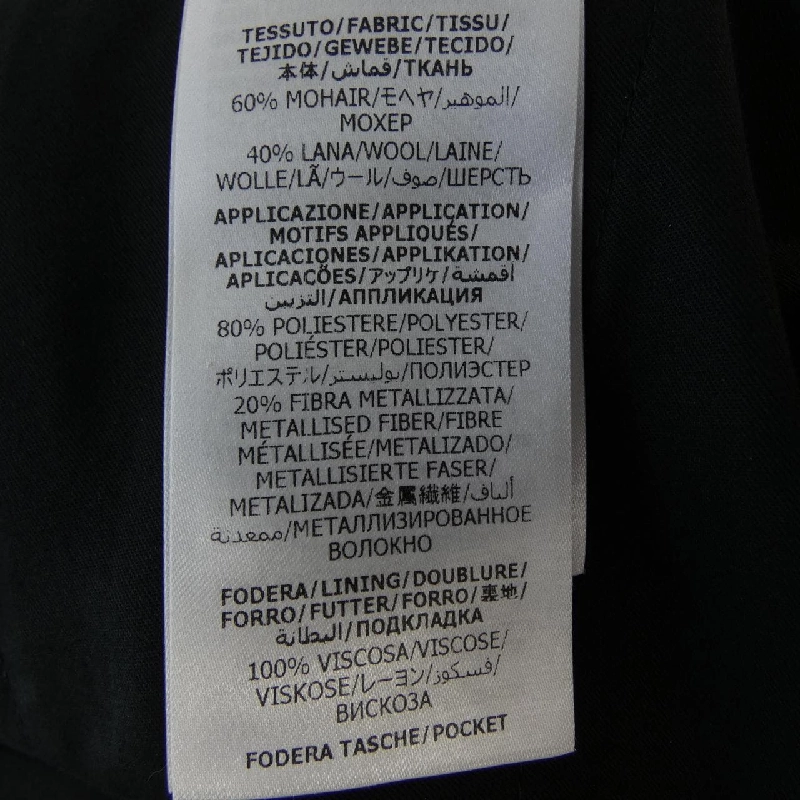 TESSUTO/FABRIC/TISSU/
TEJIDO/GEWEBE/TECIDO/
本体/قماش/ТКАНЬ
60% MOHAIR/モヘヤ/الموهير/
МОХЕР
40% LANA/WOOL/LAINE/
WOLLE/LÃ/ウール/صوف/ШЕРСТЬ
APPLICAZIONE/APPLICATION/
MOTIFS APPLIQUÉS/
APLICACIONES/APPLIKATION/
APLICAÇÕES/アップリケ/أقمشة
التزيين/АППЛИКАЦИЯ
80% POLIESTERE/POLYESTER/
POLIÉSTER/POLIESTER/
ポリエステル/بوليستر/ПОЛИЭСТЕР
20% FIBRA METALLIZZATA/
METALLISED FIBER/FIBRE
MÉTALLISÉE/METALIZADO/
METALLISIERTE FASER/
METALIZADA/金属繊維/ألياف
ممعدنة/МЕТАЛЛИЗИРОВАННОЕ
ВОЛОКНО
FODERA/LINING/DOUBLURE/
FORRO/FUTTER/FORRO/裏地/
البطانة/ПОДКЛАДКА
100% VISCOSA/VISCOSE/
VISKOSE/レーヨン/فسكوز/
ВИСКОЗА
FODERA TASCHE/POCKET